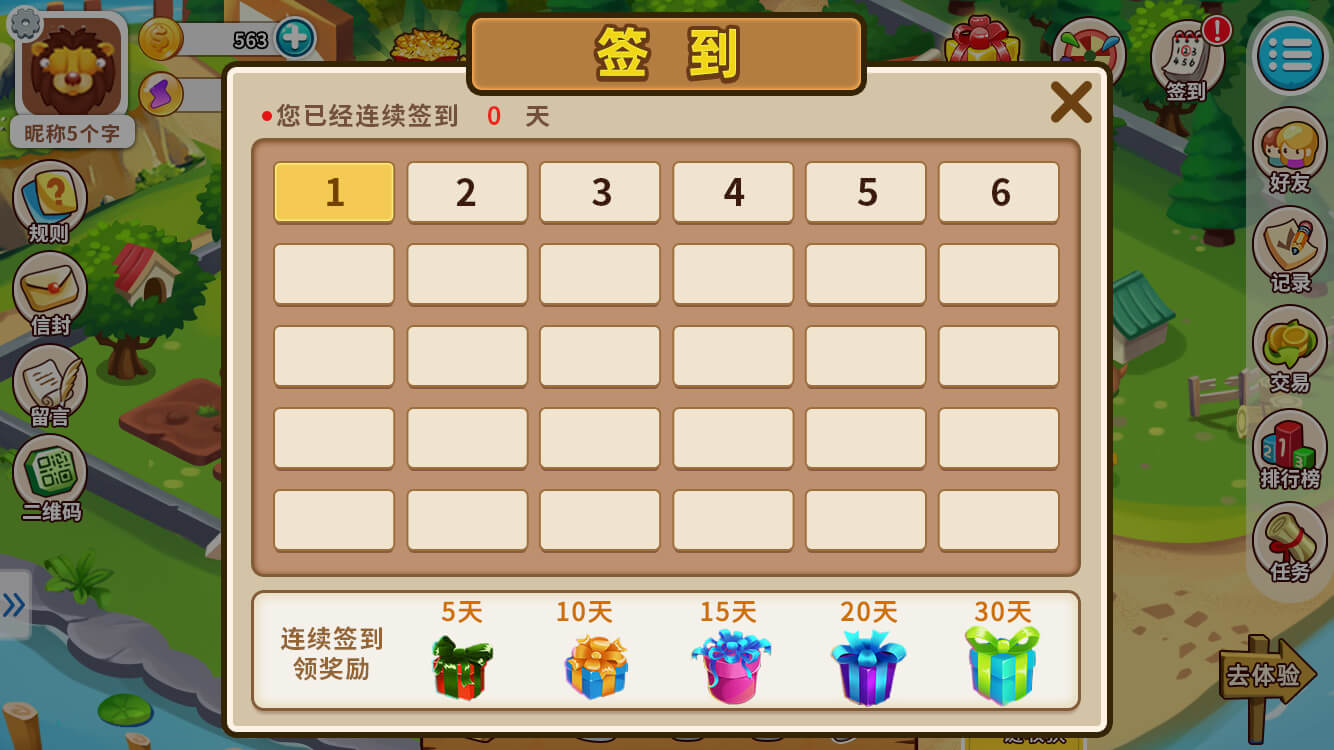 签 到
563
昵称5个字
规则
信封
留言
二维码
您已经连续签到 0 天
1 2 3 4 5 6
连续签到
领奖励
5天 10天 15天 20天 30天
签到
好友
记录
交易
排行榜
任务
去体验